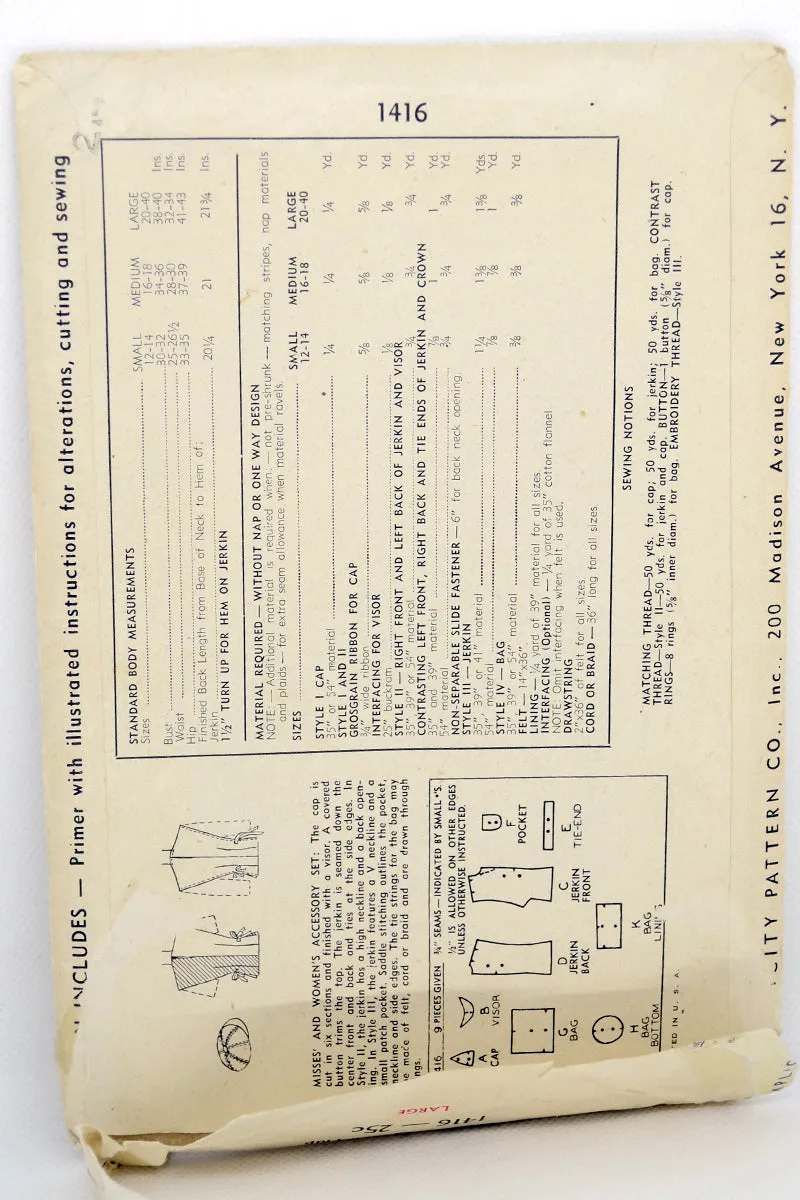 1416
INCLUDES — Primer with illustrated instructions for alterations, cutting and sewing
STANDARD BODY MEASUREMENTS
Sizes SMALL 12-14 MEDIUM 16-18 LARGE 20-40
Bust 30-32 34-36 38-40 Ins.
Waist 25-26½ 28-30 32-34 Ins.
Hip 33-35 37-39 41-43 Ins.
Finished Back Length from Base of Neck to Hem of:
Jerkin 20¼ 21 21¾ Ins.
1½" TURN UP FOR HEM ON JERKIN
MATERIAL REQUIRED — WITHOUT NAP OR ONE WAY DESIGN
NOTE: — Additional material is required when: — not pre-shrunk — matching stripes, nap materials
and plaids — for extra seam allowance when material ravels.
SIZES SMALL 12-14 MEDIUM 16-18 LARGE 20-40
STYLE I CAP
35" or 54" material ¼ ¼ ¼ Yd.
STYLE I AND II
GROSGRAIN RIBBON FOR CAP
¾" wide ribbon ⅝ ⅝ ⅝ Yd.
INTERFACING FOR VISOR
25" buckram ⅛ ⅛ ⅛ Yd.
STYLE II — RIGHT FRONT AND LEFT BACK OF JERKIN AND VISOR
35" 39" or 54" material ¾ ¾ ¾ Yd.
CONTRASTING LEFT FRONT, RIGHT BACK AND TIE ENDS OF JERKIN AND CROWN
35" and 39" material ⅞ 1 1 Yd.
54" material ¾ ¾ ¾ Yd.
NON-SEPARABLE SLIDE FASTENER — 6" for back neck opening.
STYLE III — JERKIN
35" 39" or 41" material 1¼ 1⅜ 1⅜ Yds.
54" material ⅞ ⅞ 1 Yd.
STYLE IV — BAG
35" 39" or 54" material ⅜ ⅜ ⅜ Yd.
FELT — 14"x36"
LINING — ¼ yard of 39" material for all sizes
INTERFACING (Optional) — ¼ yard of 35" cotton flannel
NOTE: Omit interfacing when felt is used.
DRAWSTRING
2"x36" of felt for all sizes
CORD OR BRAID — 36" long for all sizes.
SEWING NOTIONS
MATCHING THREAD—50 yds. for cap; 50 yds. for jerkin; 50 yds. for bag. CONTRAST
THREAD—Style II—50 yds. for jerkin and cap. BUTTON—1 button (⅝" diam.) for cap.
RINGS—8 rings (⅝" inner diam.) for bag. EMBROIDERY THREAD—Style III.
MISSES' AND WOMEN'S ACCESSORY SET: The cap is
cut in six sections and finished with a visor. A covered
button trims the top. The jerkin is seamed down the
center front and back and ties at the side edges. In
Style II, the jerkin has a high neckline and a back open-
ing. In Style III, the jerkin features a V neckline and a
small patch pocket. Saddle stitching outlines the pocket,
neckline and side edges. The tie strings for the bag may
be made of felt, cord or braid and are drawn through
ngs.
416 9 PIECES GIVEN
¾" SEAMS — INDICATED BY SMALL •'S.
½" IS ALLOWED ON OTHER EDGES
UNLESS OTHERWISE INSTRUCTED.
A CAP
B VISOR
C JERKIN FRONT
D JERKIN BACK
E TIE-END
F POCKET
G BAG
H BAG BOTTOM
K BAG LINING
ED IN U. S. A.
ITY PATTERN CO., Inc., 200 Madison Avenue, New York 16, N. Y.
1416 — 25c
LARGE